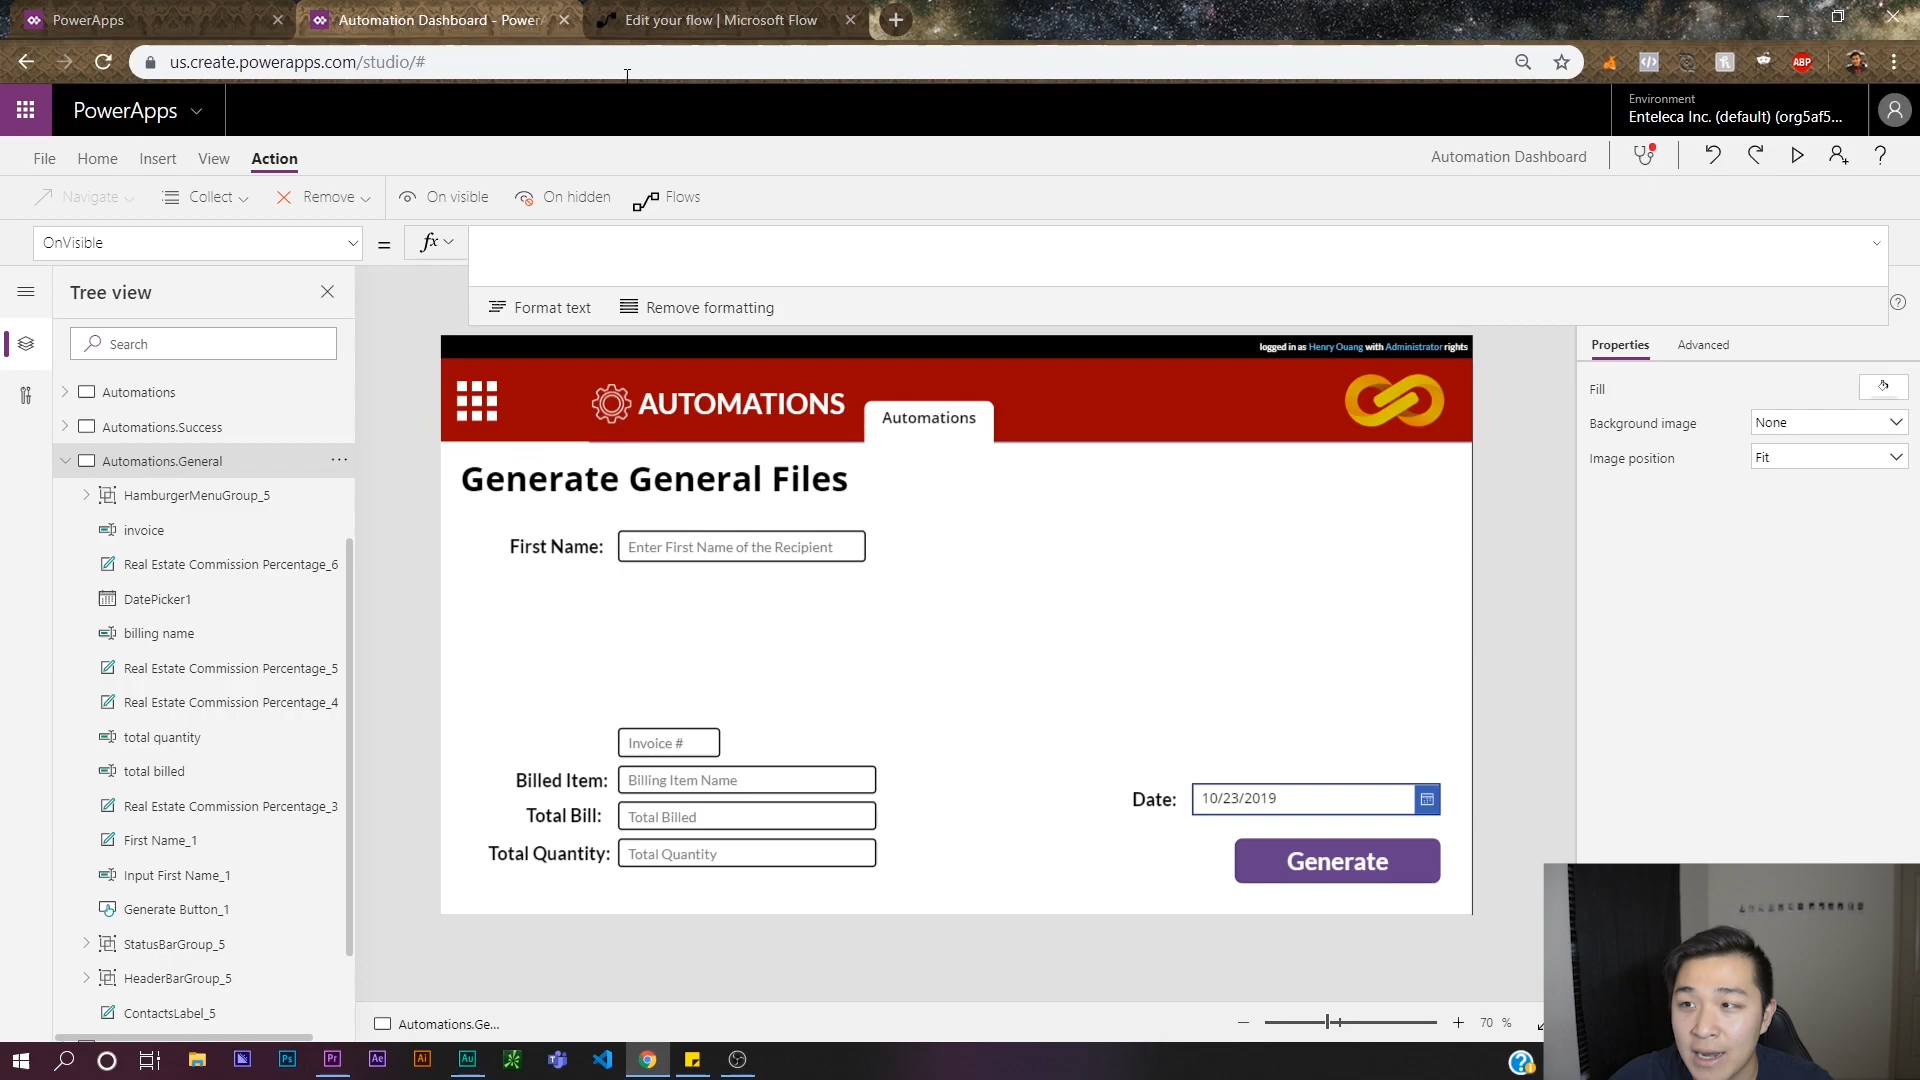 PowerApps
Automation Dashboard - PowerA
Edit your flow | Microsoft Flow
us.create.powerapps.com/studio/#
ABP
PowerApps
Environment
Enteleca Inc. (default) (org5af5...
File Home Insert View Action
Automation Dashboard
Navigate Collect Remove On visible On hidden Flows
OnVisible = fx
Format text Remove formatting
Tree view
Search
Automations
Automations.Success
Automations.General ...
HamburgerMenuGroup_5
invoice
Real Estate Commission Percentage_6
DatePicker1
billing name
Real Estate Commission Percentage_5
Real Estate Commission Percentage_4
total quantity
total billed
Real Estate Commission Percentage_3
First Name_1
Input First Name_1
Generate Button_1
StatusBarGroup_5
HeaderBarGroup_5
ContactsLabel_5
logged in as Henry Ouang with Administrator rights
AUTOMATIONS
Automations
Generate General Files
First Name: Enter First Name of the Recipient
Invoice #
Billed Item: Billing Item Name
Total Bill: Total Billed
Total Quantity: Total Quantity
Date: 10/23/2019
Generate
Properties Advanced
Fill
Background image None
Image position Fit
Automations.Ge...
70 %
Ps Pr Ae Ai Au